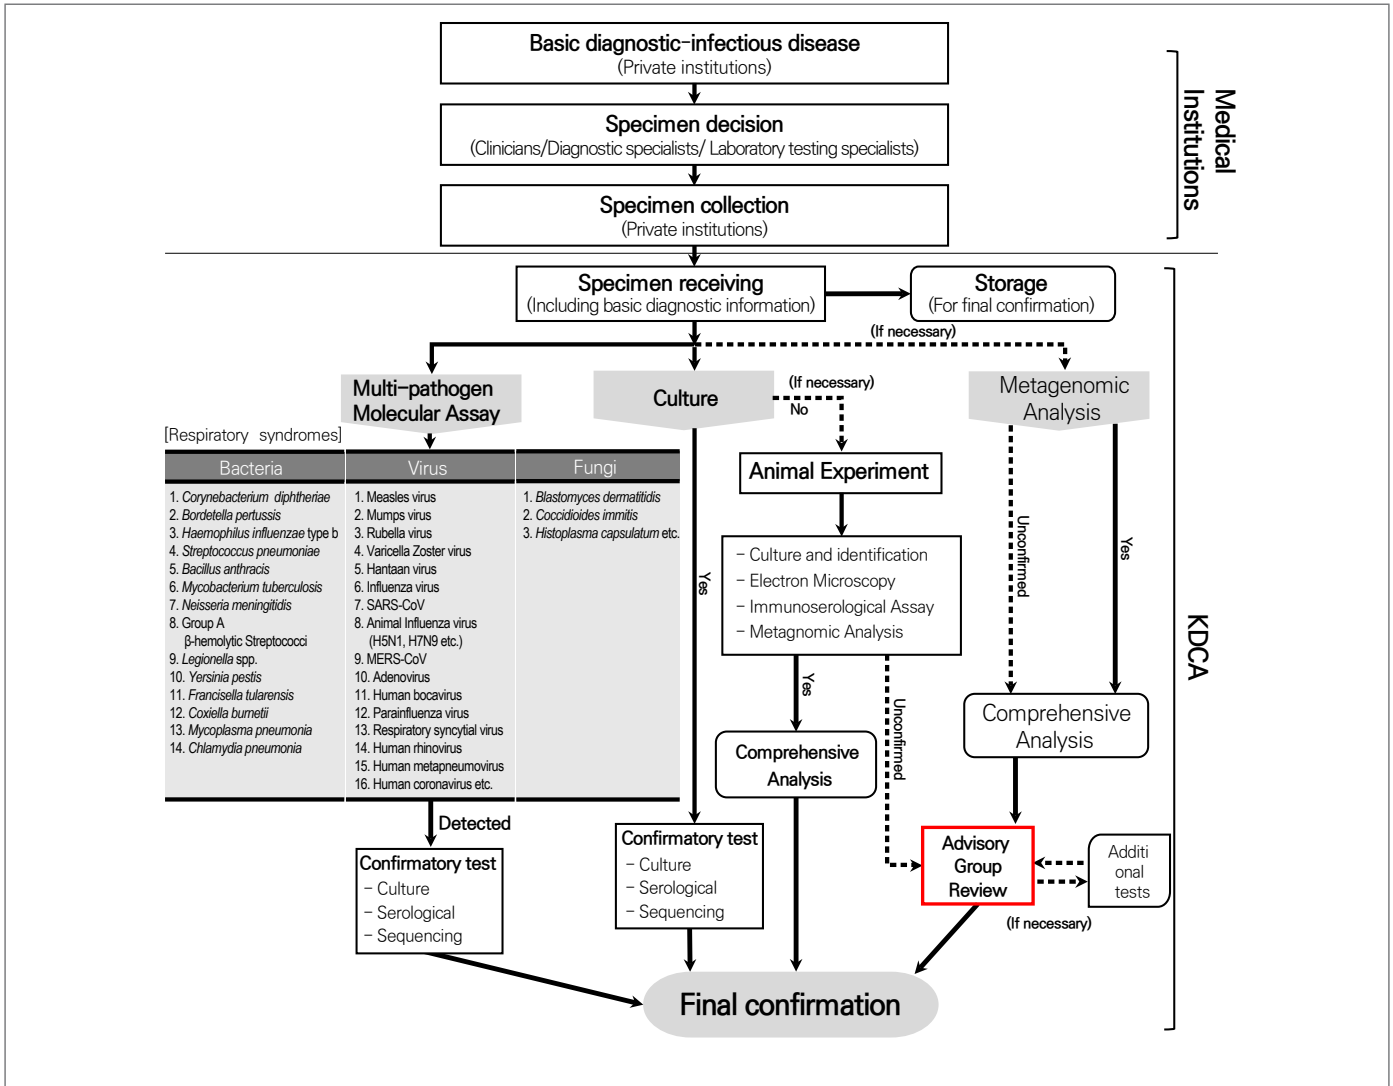 Basic diagnostic-infectious disease
(Private institutions)
Specimen decision
(Clinicians/Diagnostic specialists/ Laboratory testing specialists)
Specimen collection
(Private institutions)
Medical
Institutions
Specimen receiving
(Including basic diagnostic information)
Storage
(For final confirmation)
(If necessary)
Multi-pathogen
Molecular Assay
Culture
(If necessary)
No
Metagenomic
Analysis
[Respiratory syndromes]
Bacteria
1. Corynebacterium diphtheriae
2. Bordetella pertussis
3. Haemophilus influenzae type b
4. Streptococcus pneumoniae
5. Bacillus anthracis
6. Mycobacterium tuberculosis
7. Neisseria meningitidis
8. Group A
β-hemolytic Streptococci
9. Legionella spp.
10. Yersinia pestis
11. Francisella tularensis
12. Coxiella burnetii
13. Mycoplasma pneumonia
14. Chlamydia pneumonia
Virus
1. Measles virus
2. Mumps virus
3. Rubella virus
4. Varicella Zoster virus
5. Hantaan virus
6. Influenza virus
7. SARS-CoV
8. Animal Influenza virus
(H5N1, H7N9 etc.)
9. MERS-CoV
10. Adenovirus
11. Human bocavirus
12. Parainfluenza virus
13. Respiratory syncytial virus
14. Human rhinovirus
15. Human metapneumovirus
16. Human coronavirus etc.
Fungi
1. Blastomyces dermatitidis
2. Coccidioides immitis
3. Histoplasma capsulatum etc.
Yes
Animal Experiment
- Culture and identification
- Electron Microscopy
- Immunoserological Assay
- Metagnomic Analysis
Yes
Unconfirmed
Unconfirmed
Yes
KDCA
Comprehensive
Analysis
Comprehensive
Analysis
Detected
Confirmatory test
- Culture
- Serological
- Sequencing
Confirmatory test
- Culture
- Serological
- Sequencing
Advisory
Group
Review
Additi
onal
tests
(If necessary)
Final confirmation